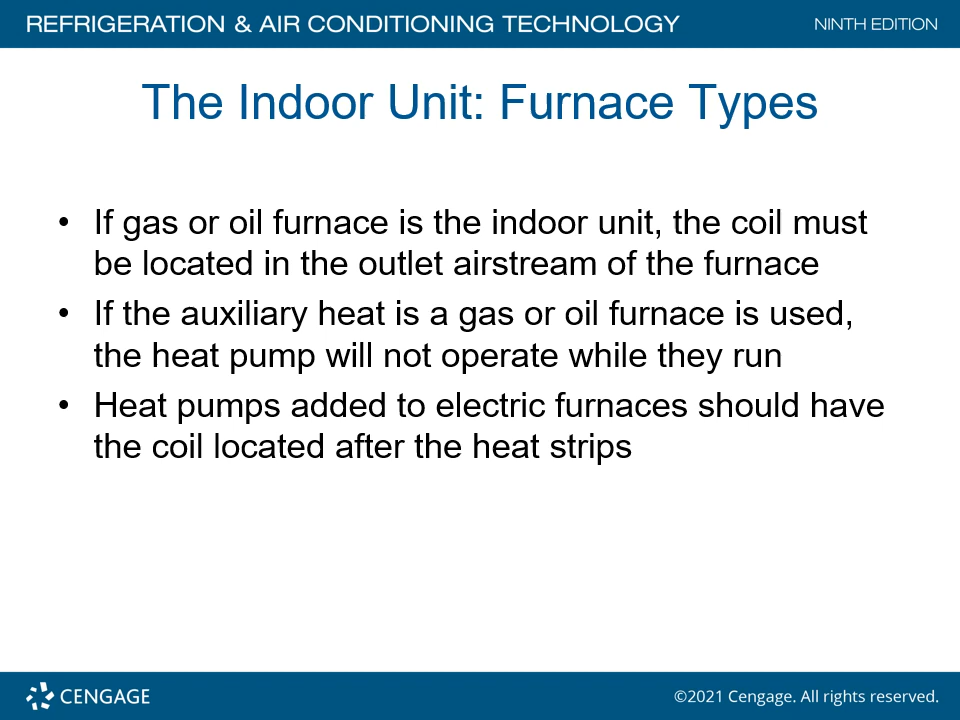 REFRIGERATION & AIR CONDITIONING TECHNOLOGY NINTH EDITION
The Indoor Unit: Furnace Types
• If gas or oil furnace is the indoor unit, the coil must
be located in the outlet airstream of the furnace
• If the auxiliary heat is a gas or oil furnace is used,
the heat pump will not operate while they run
• Heat pumps added to electric furnaces should have
the coil located after the heat strips
CENGAGE ©2021 Cengage. All rights reserved.